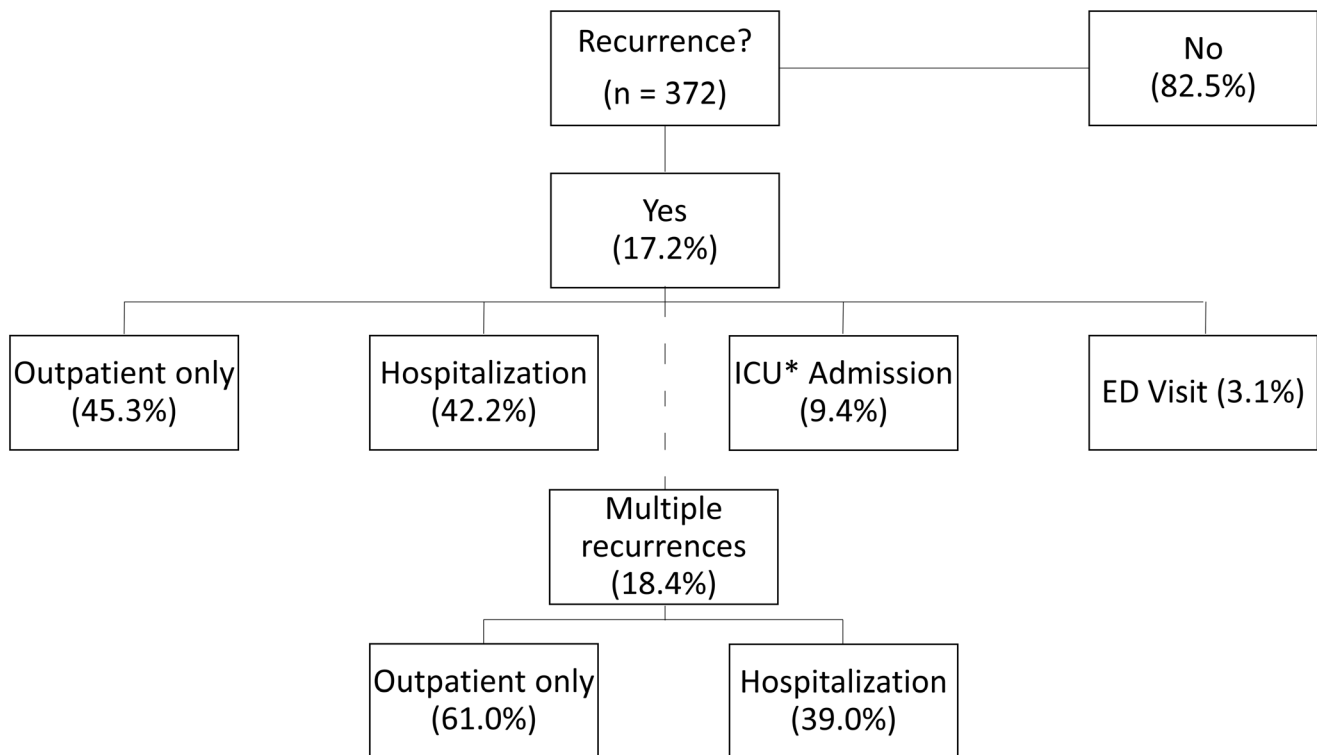 Recurrence?
(n = 372)
No
(82.5%)
Yes
(17.2%)
Outpatient only
(45.3%)
Hospitalization
(42.2%)
ICU* Admission
(9.4%)
ED Visit (3.1%)
Multiple
recurrences
(18.4%)
Outpatient only
(61.0%)
Hospitalization
(39.0%)